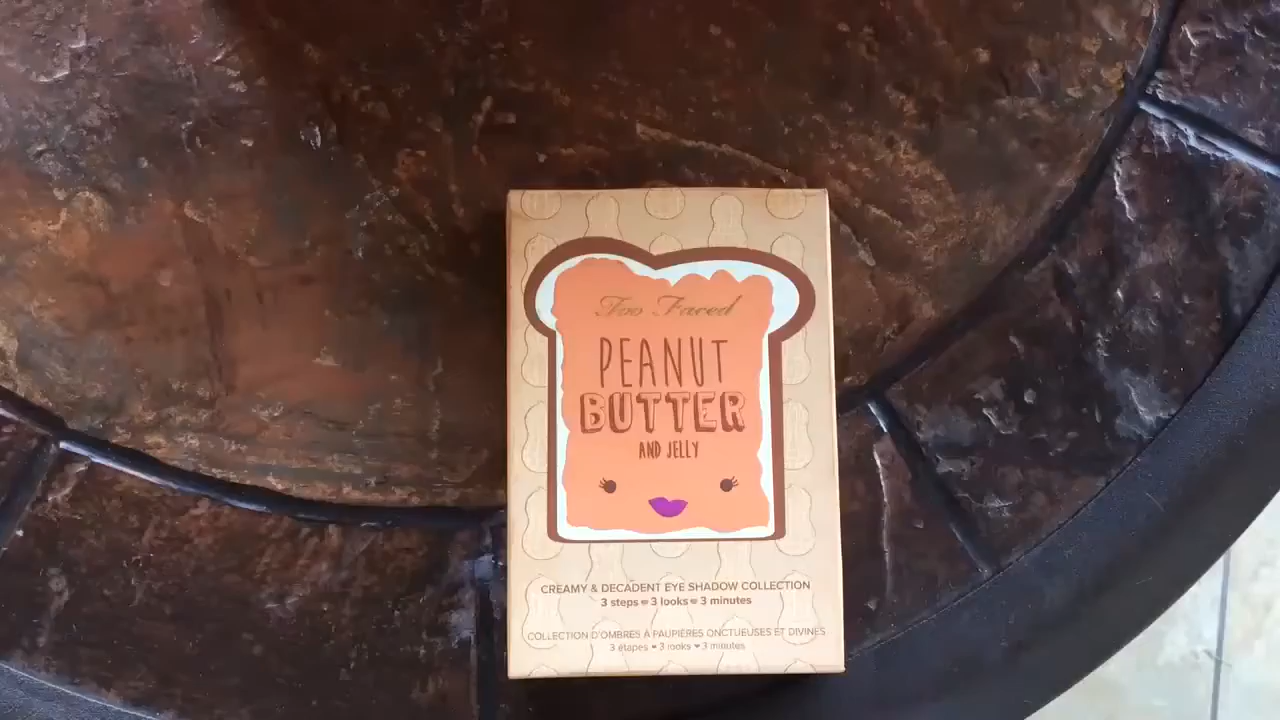 Too Faced
PEANUT
BUTTER
AND JELLY
CREAMY & DECADENT EYE SHADOW COLLECTION
3 steps ❤ 3 looks ❤ 3 minutes
COLLECTION D'OMBRES À PAUPIÈRES ONCTUEUSES ET DIVINES
3 étapes ❤ 3 looks ❤ 3 minutes